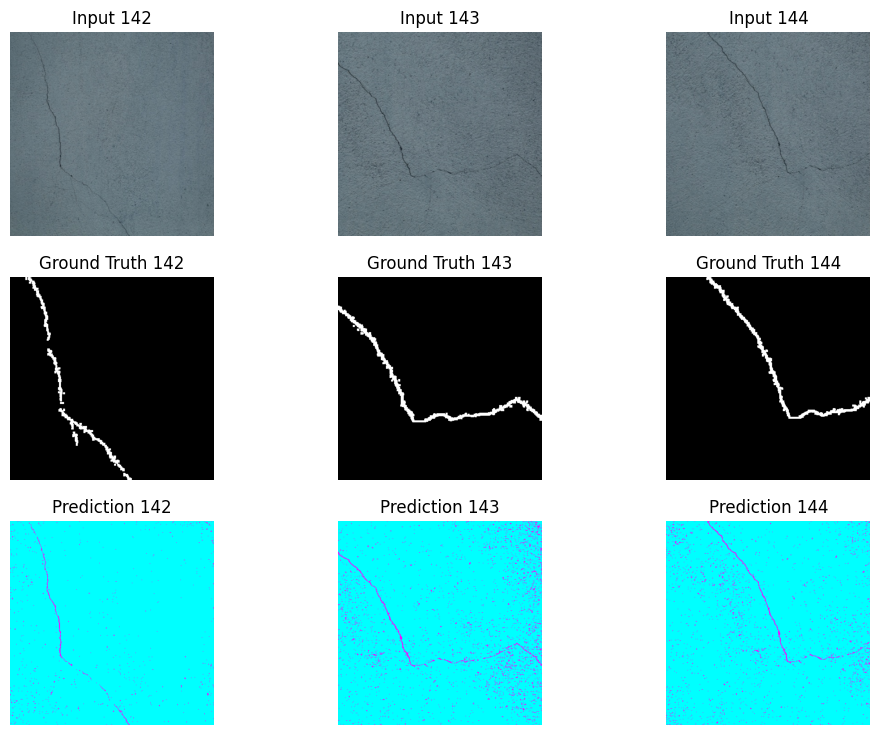 Input 142
Input 143
Input 144
Ground Truth 142
Ground Truth 143
Ground Truth 144
Prediction 142
Prediction 143
Prediction 144